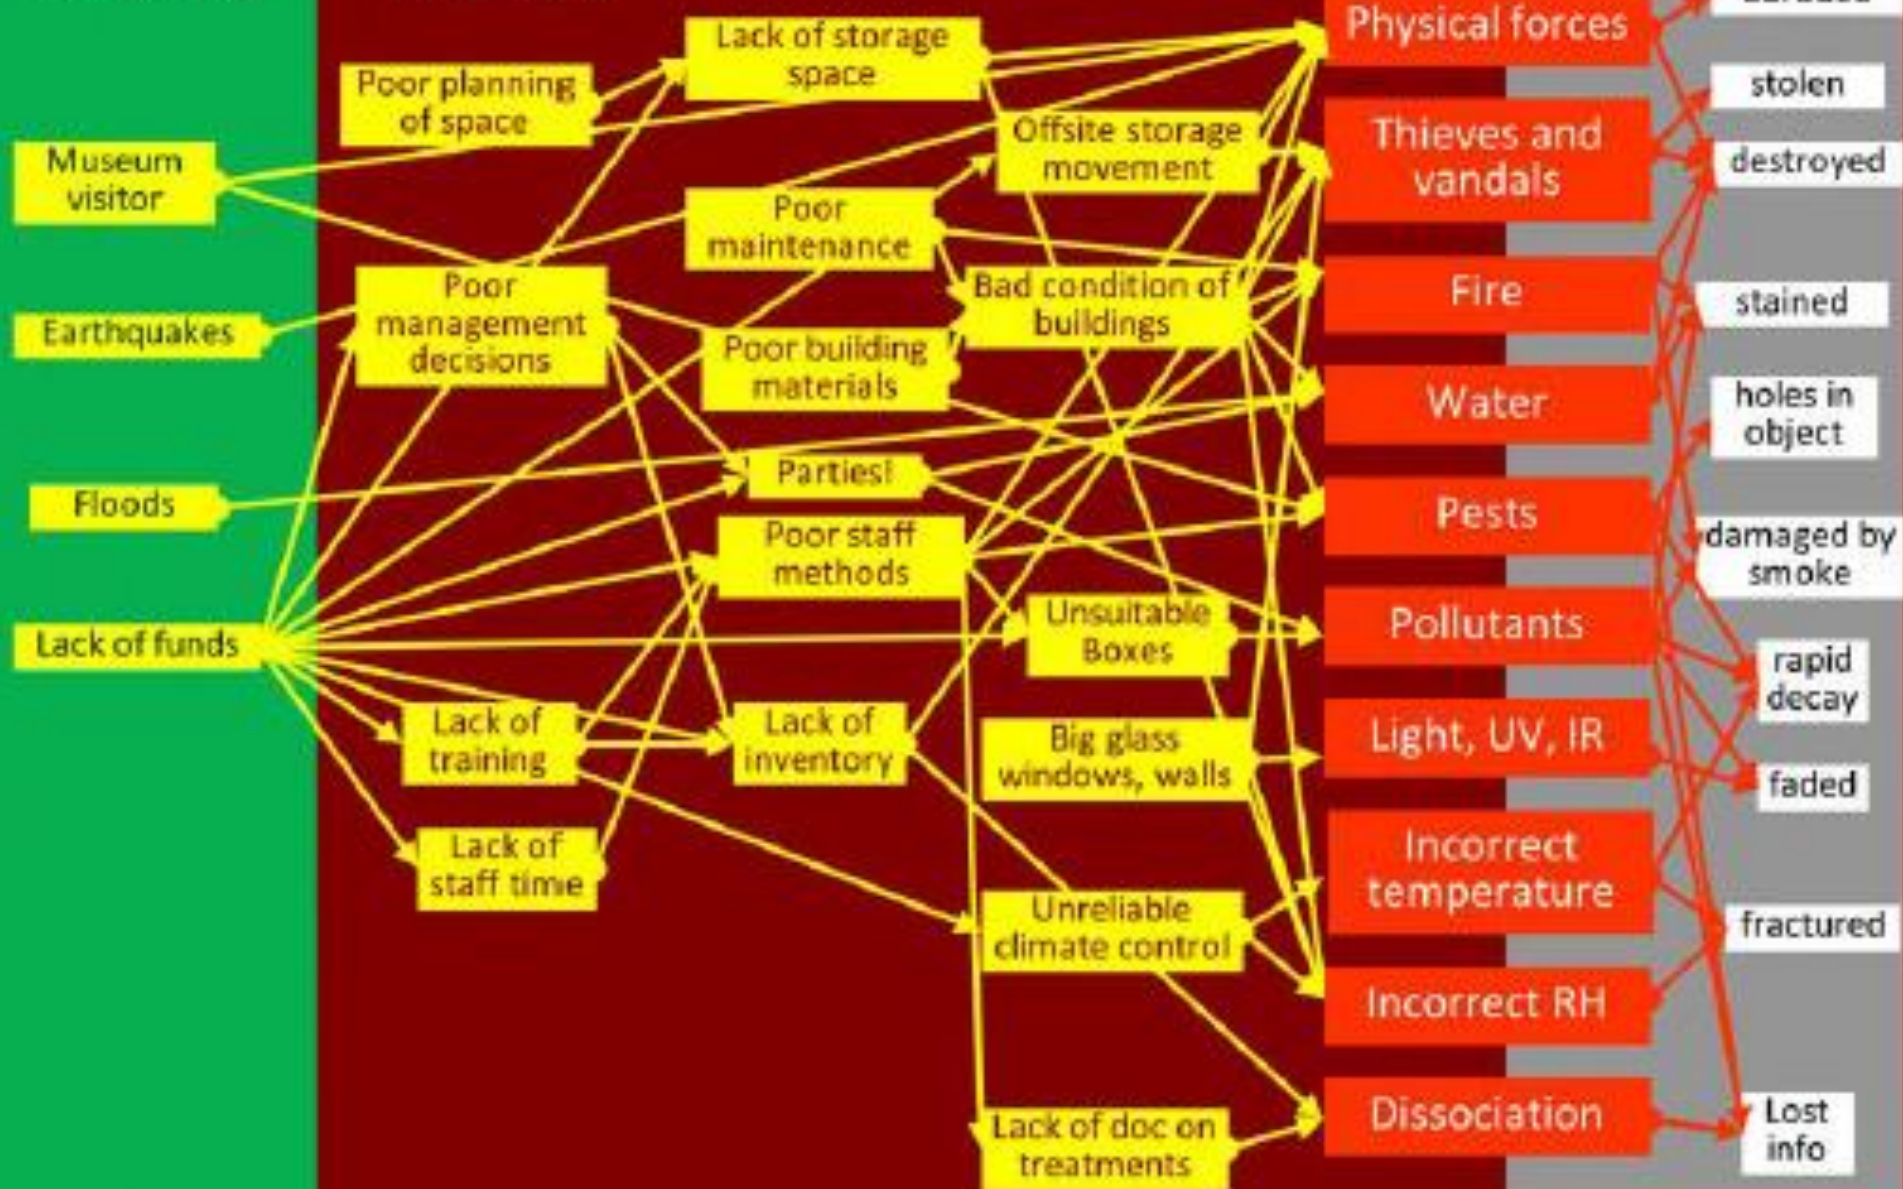 Museum
visitor
Earthquakes
Floods
Lack of funds
Poor planning
of space
Poor
management
decisions
Lack of
training
Lack of
staff time
Lack of storage
space
Poor
maintenance
Poor building
materials
Parties!
Poor staff
methods
Lack of
inventory
Offsite storage
movement
Bad condition of
buildings
Unsuitable
Boxes
Big glass
windows, walls
Unreliable
climate control
Lack of doc on
treatments
Physical forces
Thieves and
vandals
Fire
Water
Pests
Pollutants
Light, UV, IR
Incorrect
temperature
Incorrect RH
Dissociation
stolen
destroyed
stained
holes in
object
damaged by
smoke
rapid
decay
faded
fractured
Lost
info